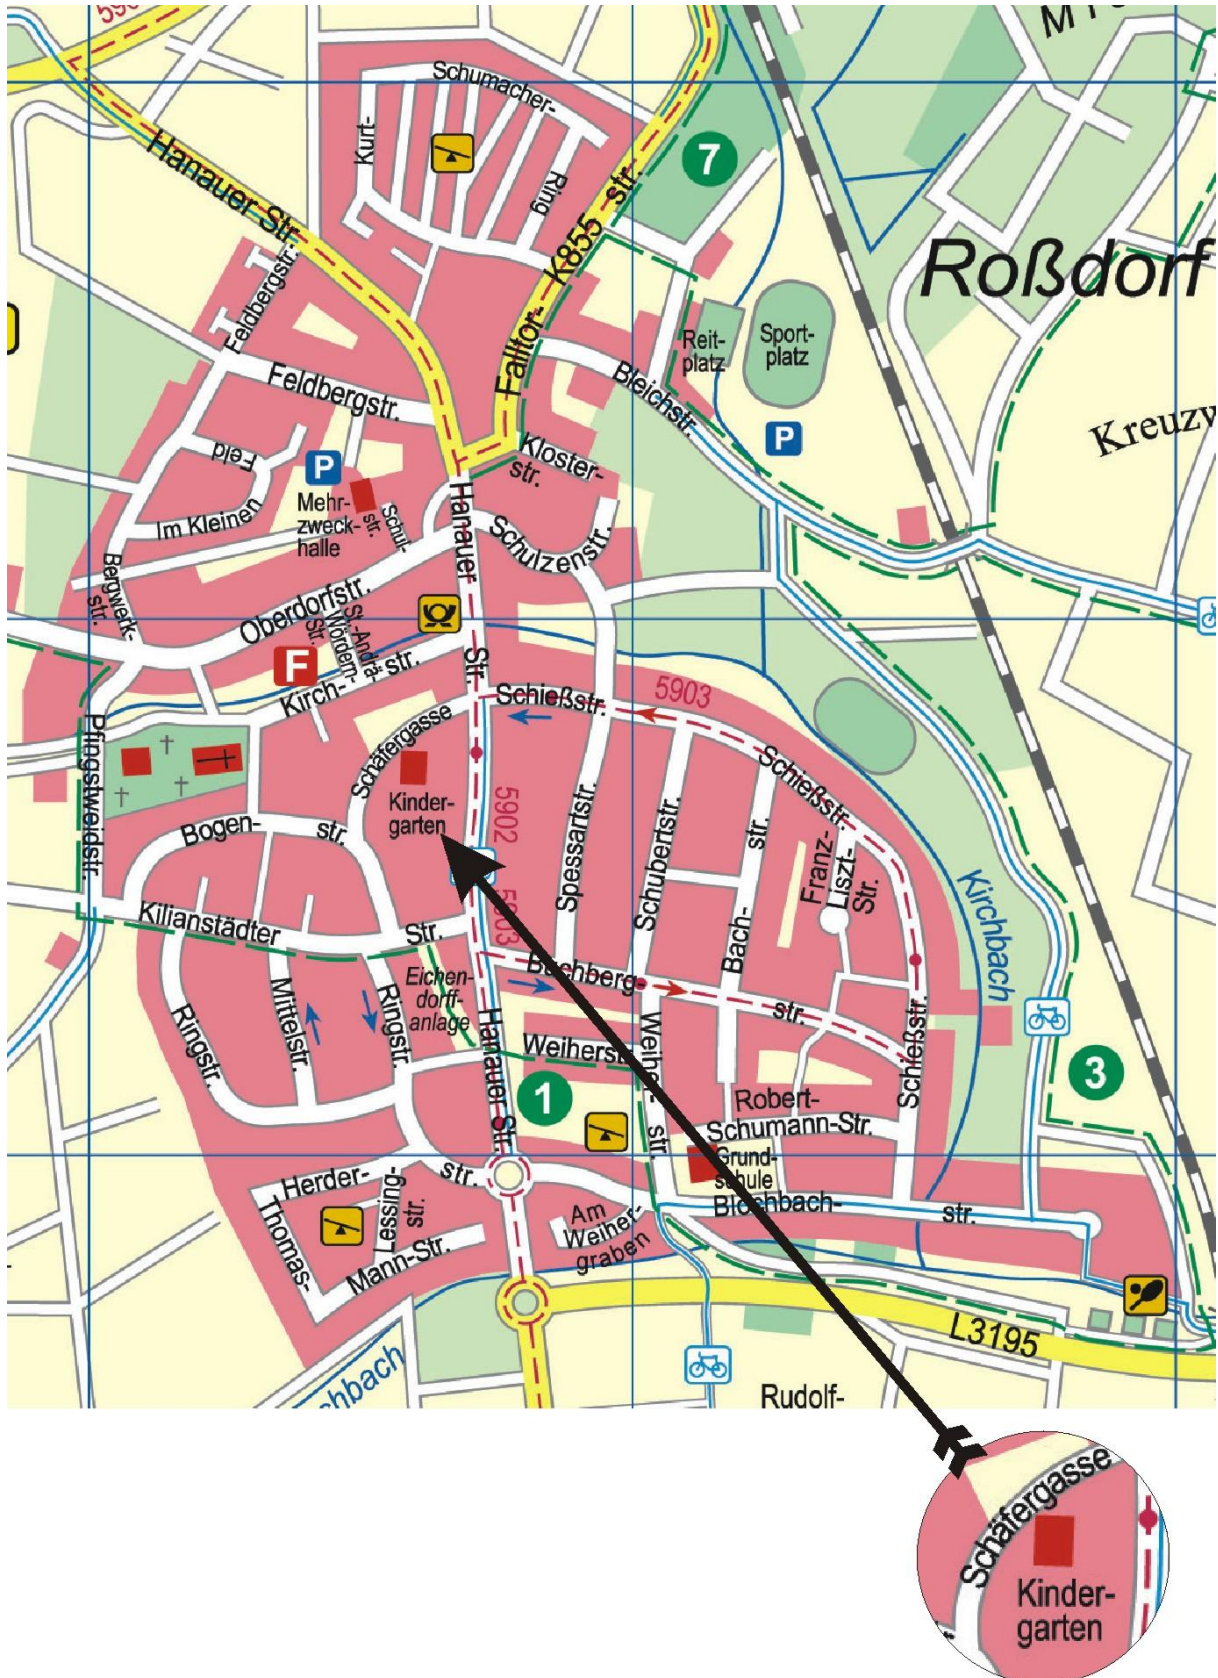 Schumacher-
Kurt-
Ring
7
Hanauer Str.
K855
str.
Falltor-
Roßdorf
Feldbergstr.
Reit-
platz
Sport-
platz
Feldbergstr.
Bleichstr.
P
Kreuzw
Kloster-
str.
Feld
Im Kleinen
P
Mehr-
zweck-
halle
Schul-
str.
Hanauer
Schulzenstr.
Bergwerk-
str.
Oberdorfstr.
St.-Andrä-
Wördern-
Str.
F
Kirch-
str.
Str.
Schießstr.
5903
Pfingstweidstr.
Schäfergasse
Kinder-
garten
Schießstr.
Bogen-
str.
5902
5903
Spessartstr.
Schubertstr.
Bach-
str.
Franz-
Liszt-
Str.
Kirchbach
Kilianstädter
Str.
Eichen-
dorff-
anlage
Buchberg-
str.
Mittelstr.
Ringstr.
Ringstr.
Hanauer Str.
Weiherstr.
Weiher-
str.
Schießstr.
1
3
Robert-
Schumann-Str.
Grund-
schule
Herder-
str.
Blochbach-
str.
Thomas-
Mann-Str.
Lessing-
str.
Am
Weiher-
graben
L3195
chbach
Rudolf-
Schäfergasse
Kinder-
garten